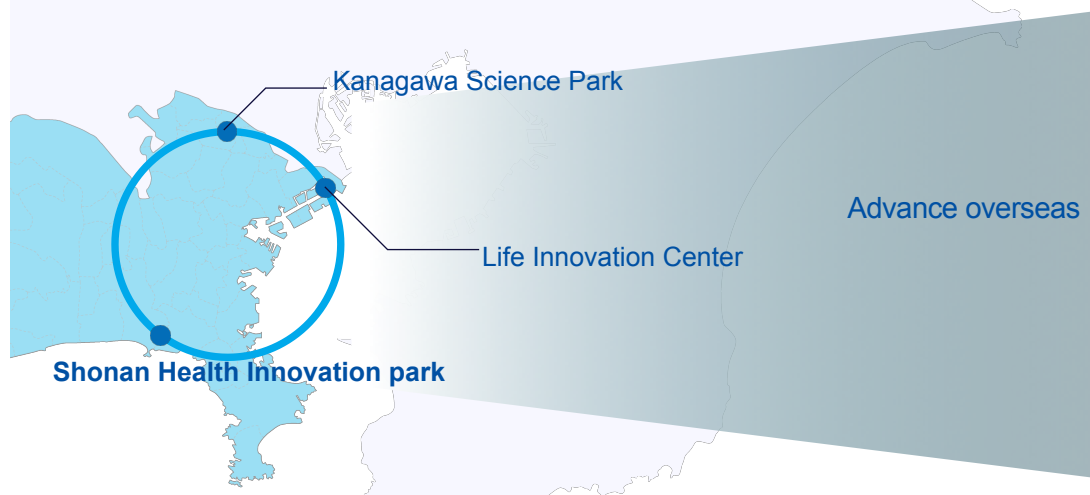 Kanagawa Science Park
Advance overseas
Life Innovation Center
Shonan Health Innovation park